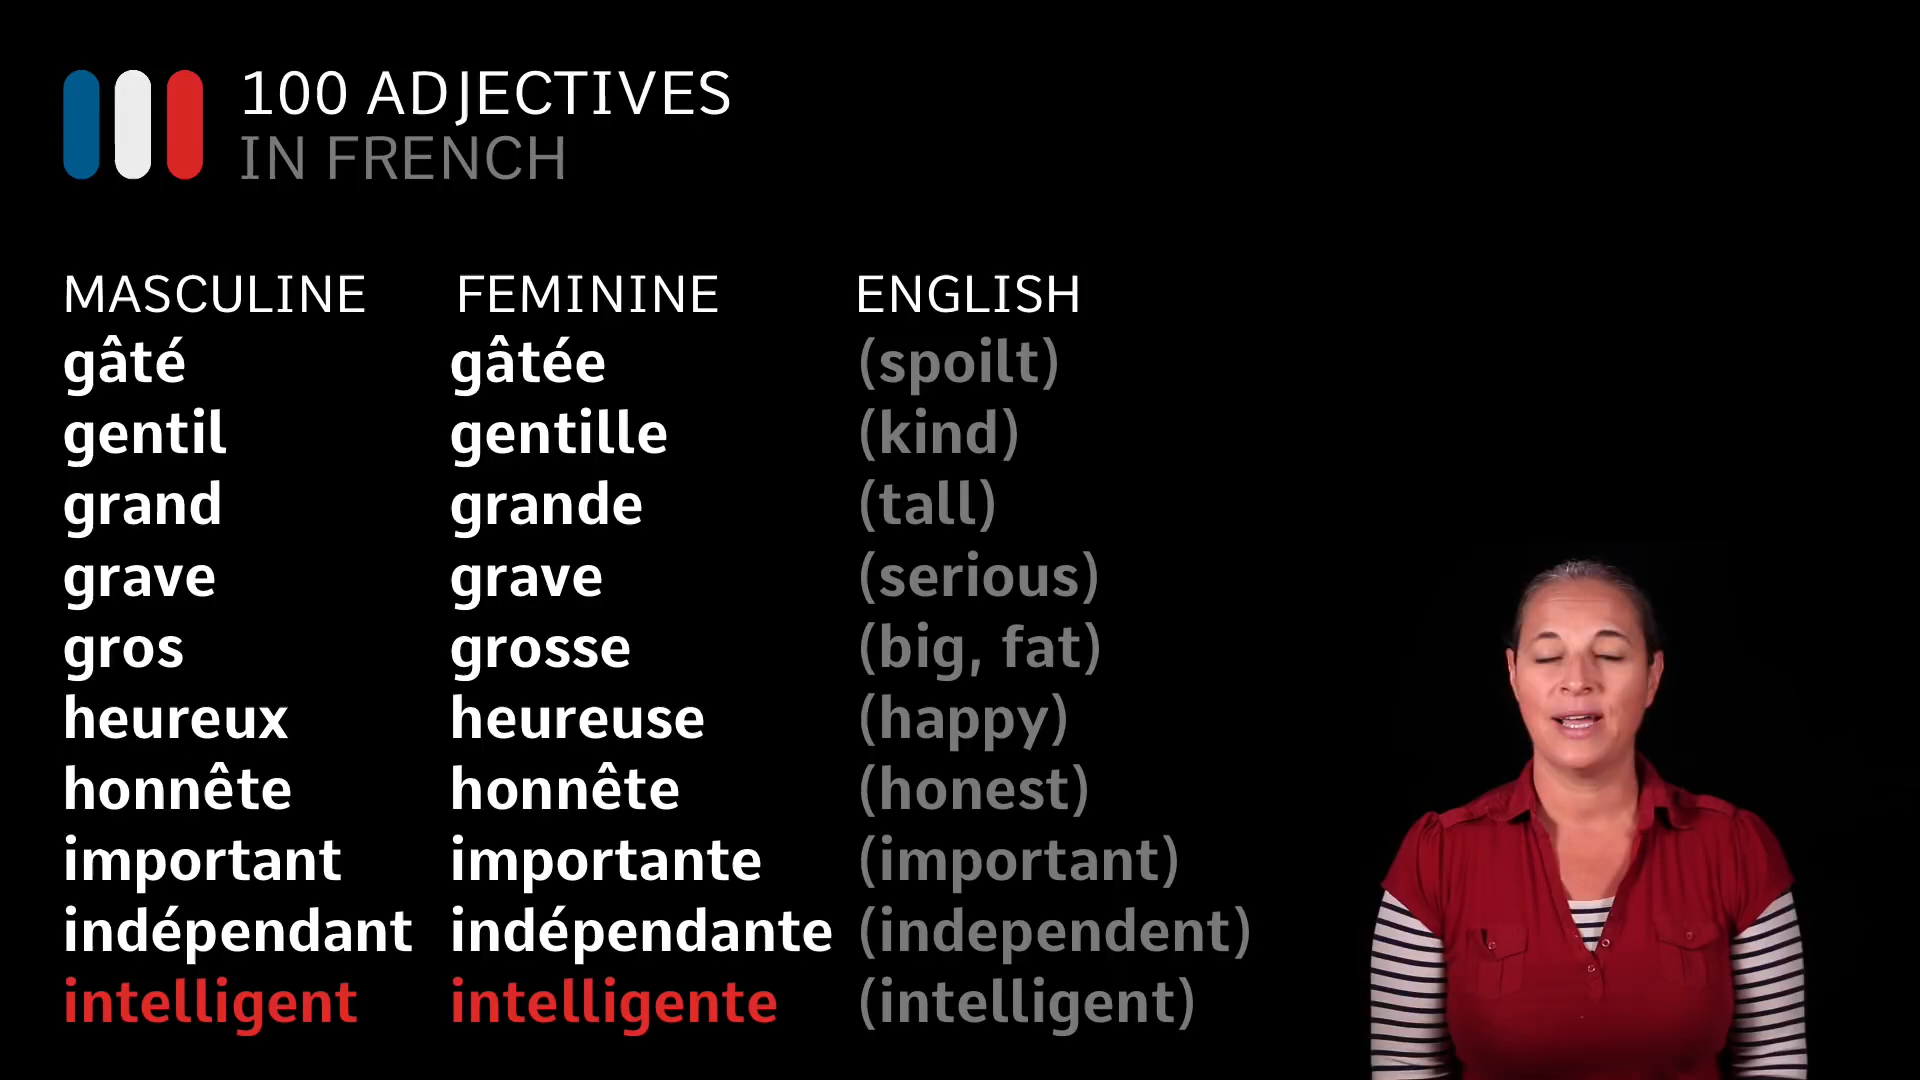 100 ADJECTIVES
IN FRENCH
MASCULINE FEMININE ENGLISH
gâté gâtée (spoilt)
gentil gentille (kind)
grand grande (tall)
grave grave (serious)
gros grosse (big, fat)
heureux heureuse (happy)
honnête honnête (honest)
important importante (important)
indépendant indépendante (independent)
intelligent intelligente (intelligent)